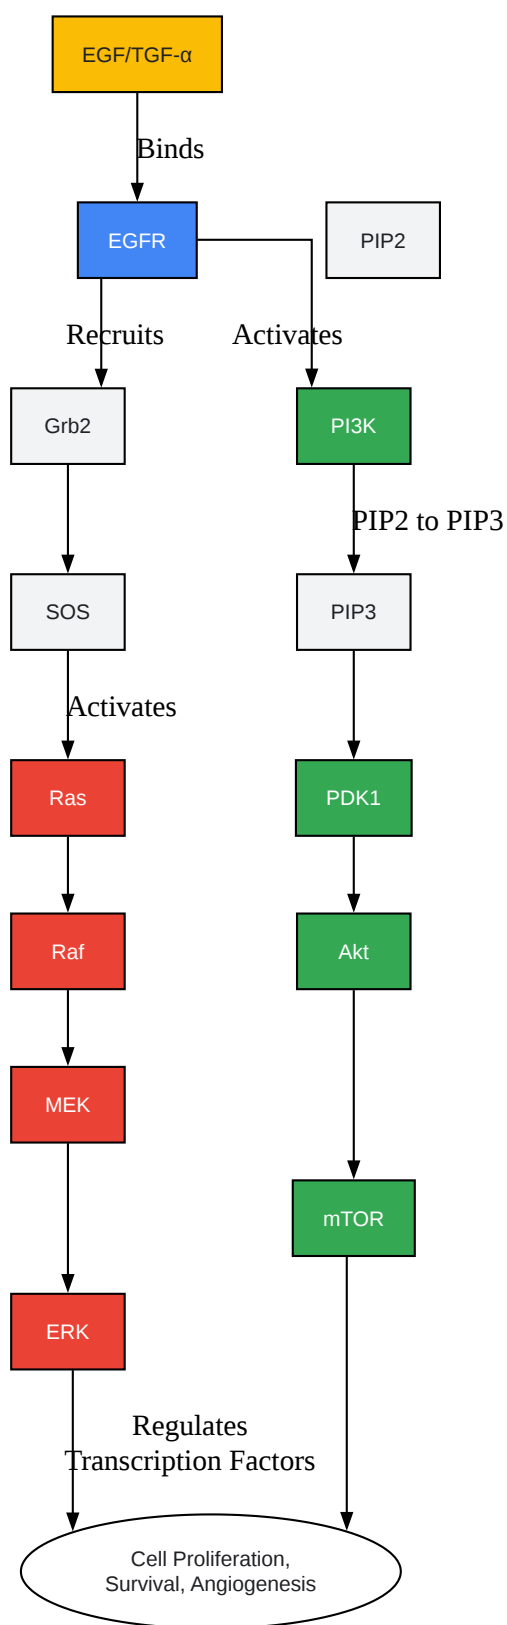 EGF/TGF-α
Binds
EGFR
PIP2
Recruits
Activates
Grb2
PI3K
PIP2 to PIP3
SOS
PIP3
Activates
Ras
PDK1
Raf
Akt
MEK
mTOR
ERK
Regulates
Transcription Factors
Cell Proliferation,
Survival, Angiogenesis